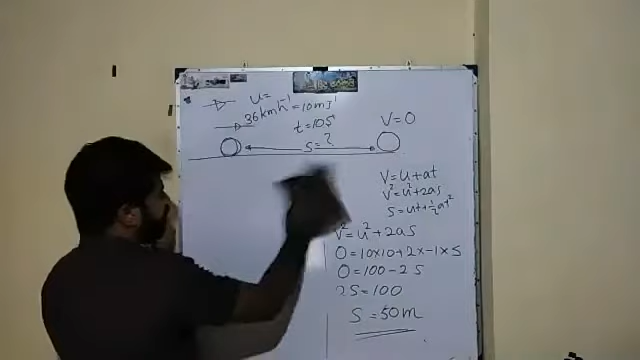 u=
36kmh⁻¹=10ms⁻¹
t=10s
V=0
s=?
V=u+at
V²=u²+2as
s=ut+½at²
V²=u²+2as
0=10×10+2×-1×s
0=100-2s
2s=100
s=50m